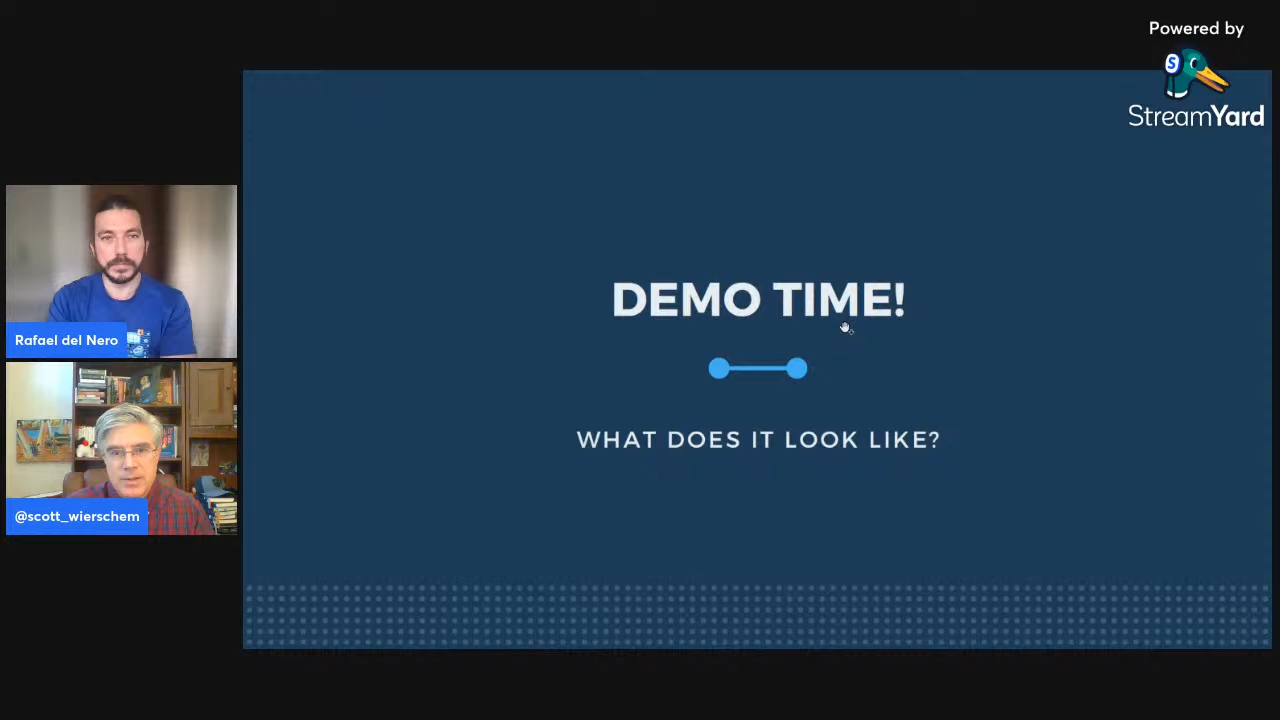 Powered by
S
StreamYard
DEMO TIME!
WHAT DOES IT LOOK LIKE?
Rafael del Nero
@scott_wierschem